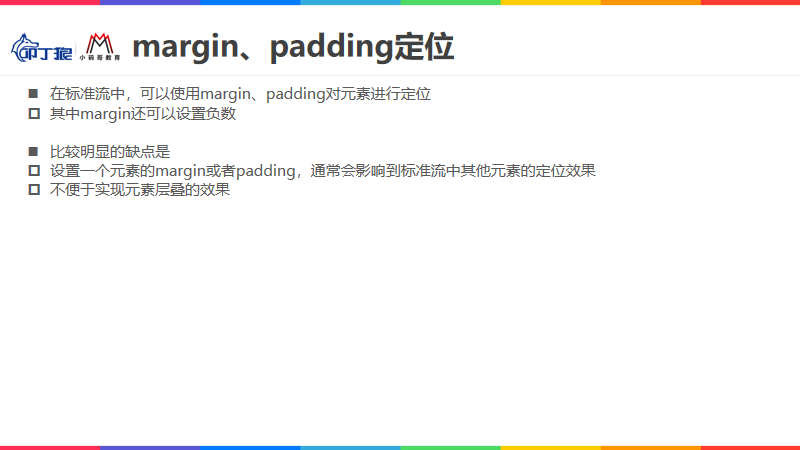 叩丁狼
小码哥教育
margin、padding定位
在标准流中，可以使用margin、padding对元素进行定位
其中margin还可以设置负数
比较明显的缺点是
设置一个元素的margin或者padding，通常会影响到标准流中其他元素的定位效果
不便于实现元素层叠的效果